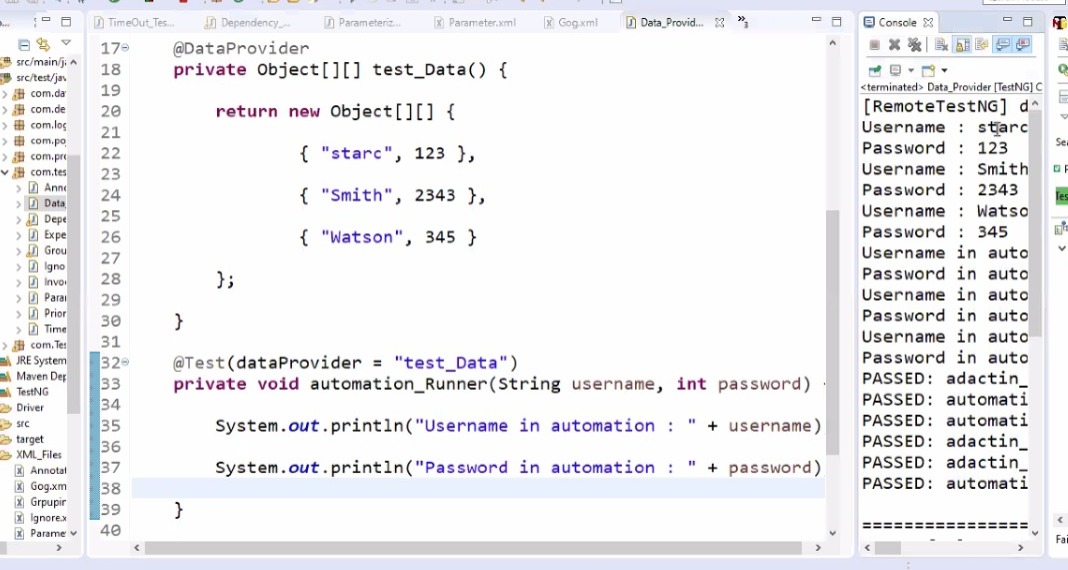 TimeOut_Tes...
Dependency_...
Parameteriz...
Parameter.xml
Gog.xml
Data_Provid...
Console
src/main/ja
src/test/jav
com.da
com.de
com.log
com.po
com.pro
com.tes
Anno
Data_
Depe
Expe
Grou
Igno
Invo
Para
Prior
Time
com.Tes
JRE System
Maven Dep
TestNG
Driver
src
target
XML_Files
Annotat
Gog.xm
Grpupin
Ignore.x
Parame
17 @DataProvider
18 private Object[][] test_Data() {
19
20 return new Object[][] {
21
22 { "starc", 123 },
23
24 { "Smith", 2343 },
25
26 { "Watson", 345 }
27
28 };
29
30 }
31
32 @Test(dataProvider = "test_Data")
33 private void automation_Runner(String username, int password)
34
35 System.out.println("Username in automation : " + username)
36
37 System.out.println("Password in automation : " + password)
38
39 }
40
<terminated> Data_Provider [TestNG] C
[RemoteTestNG] d
Username : starc
Password : 123
Username : Smith
Password : 2343
Username : Watso
Password : 345
Username in auto
Password in auto
Username in auto
Password in auto
Username in auto
Password in auto
PASSED: adactin_
PASSED: automati
PASSED: automati
PASSED: adactin_
PASSED: adactin_
PASSED: automati
==================
Sea
Tes
Fai